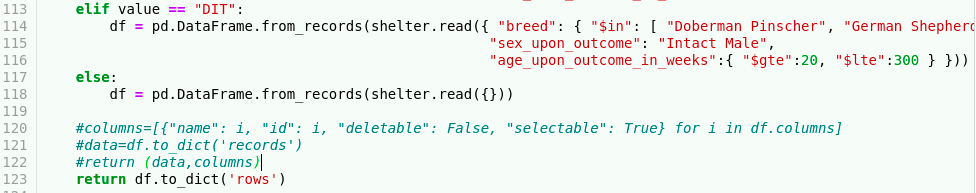 113 elif value == "DIT":
114 df = pd.DataFrame.from_records(shelter.read({ "breed": { "$in": [ "Doberman Pinscher", "German Shepherd
115 "sex_upon_outcome": "Intact Male",
116 "age_upon_outcome_in_weeks":{ "$gte":20, "$lte":300 } }))
117 else:
118 df = pd.DataFrame.from_records(shelter.read({}))
119
120 #columns=[{"name": i, "id": i, "deletable": False, "selectable": True} for i in df.columns]
121 #data=df.to_dict('records')
122 #return (data,columns)
123 return df.to_dict('rows')